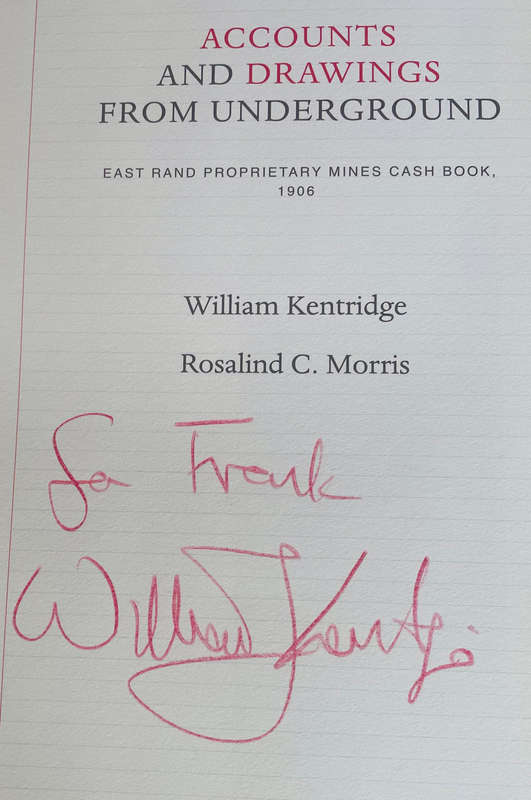 ACCOUNTS
AND DRAWINGS
FROM UNDERGROUND
EAST RAND PROPRIETARY MINES CASH BOOK,
1906
William Kentridge
Rosalind C. Morris
for Frank
William Kentridge